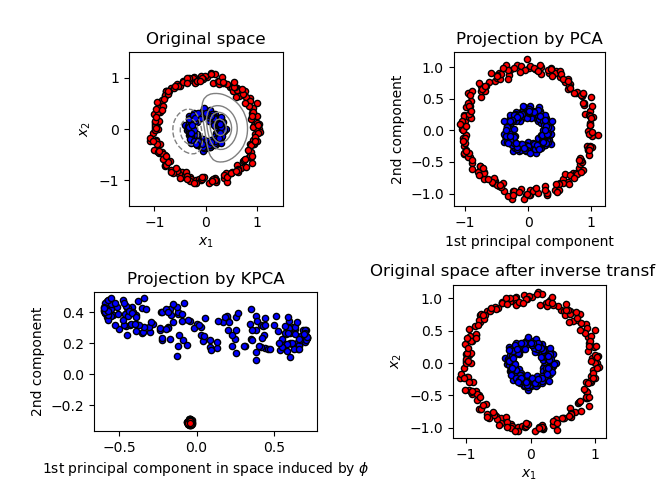 Original space
x₂
1
0
−1
−1 0 1
x₁
Projection by PCA
2nd component
1.0
0.5
0.0
−0.5
−1.0
−1 0 1
1st principal component
Projection by KPCA
2nd component
0.4
0.2
0.0
−0.2
−0.5 0.0 0.5
1st principal component in space induced by ϕ
Original space after inverse transf
x₂
1.0
0.5
0.0
−0.5
−1.0
−1 0 1
x₁